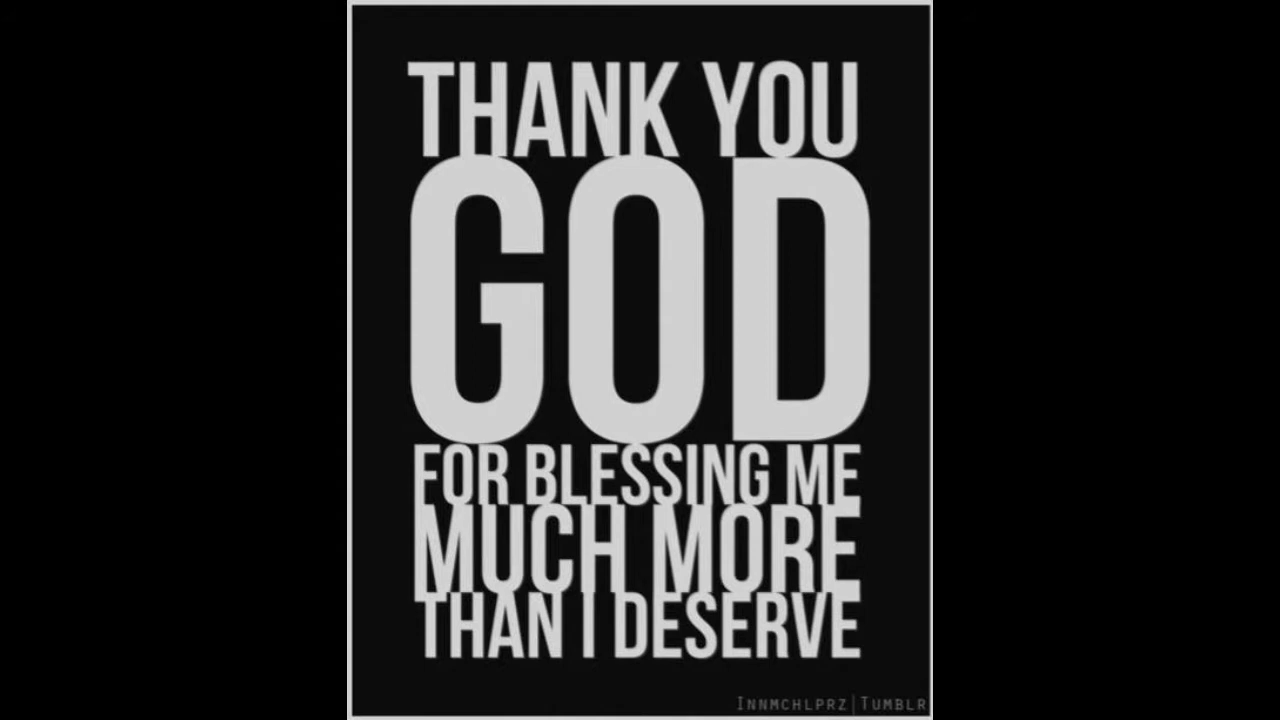 THANK YOU
GOD
FOR BLESSING ME
MUCH MORE
THAN I DESERVE
INNMCHLPRZ|TUMBLR